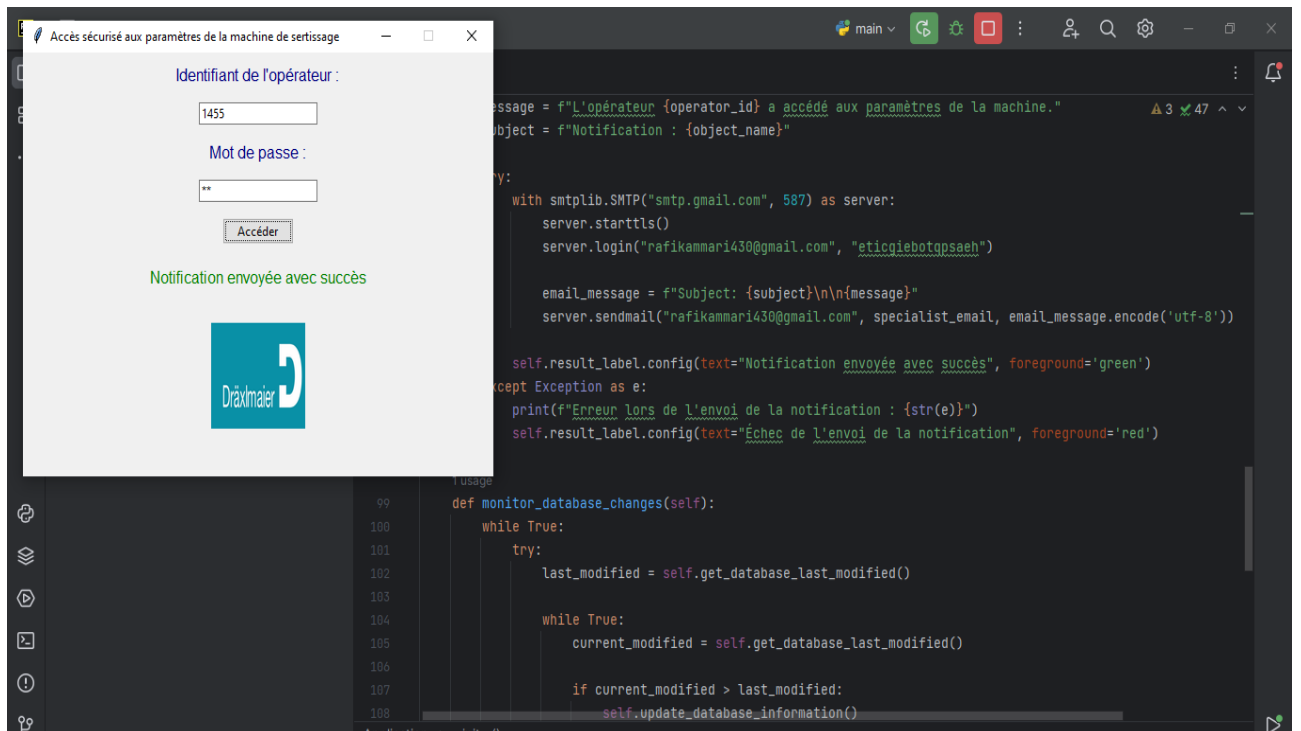 Accès sécurisé aux paramètres de la machine de sertissage
Identifiant de l'opérateur :
1455
Mot de passe :
**
Accéder
Notification envoyée avec succès
Dräxlmaier
main
3 47
essage = f"L'opérateur {operator_id} a accédé aux paramètres de la machine."
bject = f"Notification : {object_name}"
y:
with smtplib.SMTP("smtp.gmail.com", 587) as server:
server.starttls()
server.login("rafikammari430@gmail.com", "eticgiebotqpsaeh")
email_message = f"Subject: {subject}\n\n{message}"
server.sendmail("rafikammari430@gmail.com", specialist_email, email_message.encode('utf-8'))
self.result_label.config(text="Notification envoyée avec succès", foreground='green')
cept Exception as e:
print(f"Erreur lors de l'envoi de la notification : {str(e)}")
self.result_label.config(text="Échec de l'envoi de la notification", foreground='red')
1 usage
99 def monitor_database_changes(self):
100 while True:
101 try:
102 last_modified = self.get_database_last_modified()
103
104 while True:
105 current_modified = self.get_database_last_modified()
106
107 if current_modified > last_modified:
108 self.update_database_information()